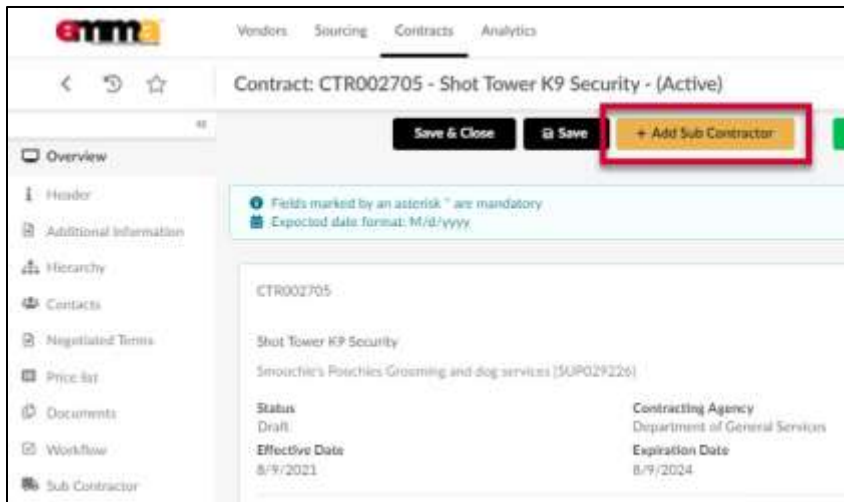 emma
Vendors Sourcing Contracts Analytics
Contract: CTR002705 - Shot Tower K9 Security - (Active)
Save & Close Save + Add Sub Contractor
Overview
Header
Additional Information
Hierarchy
Contacts
Negotiated Terms
Price list
Documents
Workflow
Sub Contractor
Fields marked by an asterisk * are mandatory
Expected date format: M/d/yyyy
CTR002705
Shot Tower K9 Security
Smoochie's Poochies Grooming and dog services (SUP029226)
Status Contracting Agency
Draft Department of General Services
Effective Date Expiration Date
8/9/2021 8/9/2024